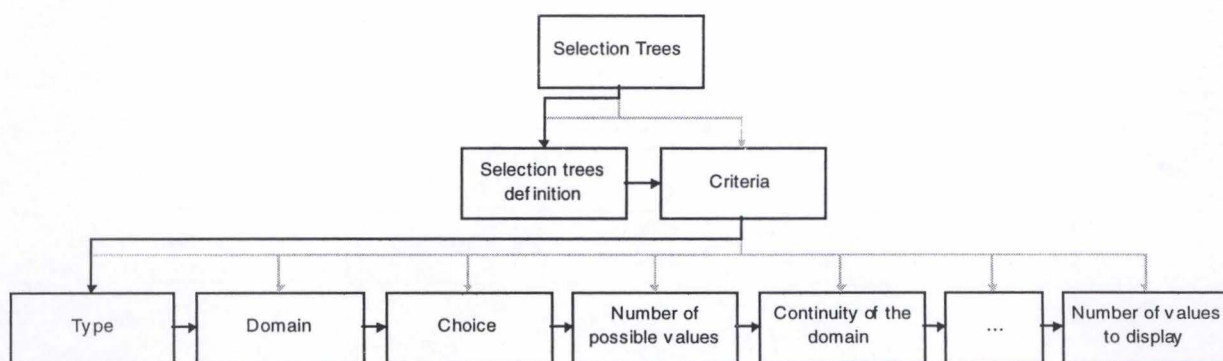 Selection Trees
Selection trees
definition
Criteria
Type
Domain
Choice
Number of
possible values
Continuity of the
domain
...
Number of values
to display